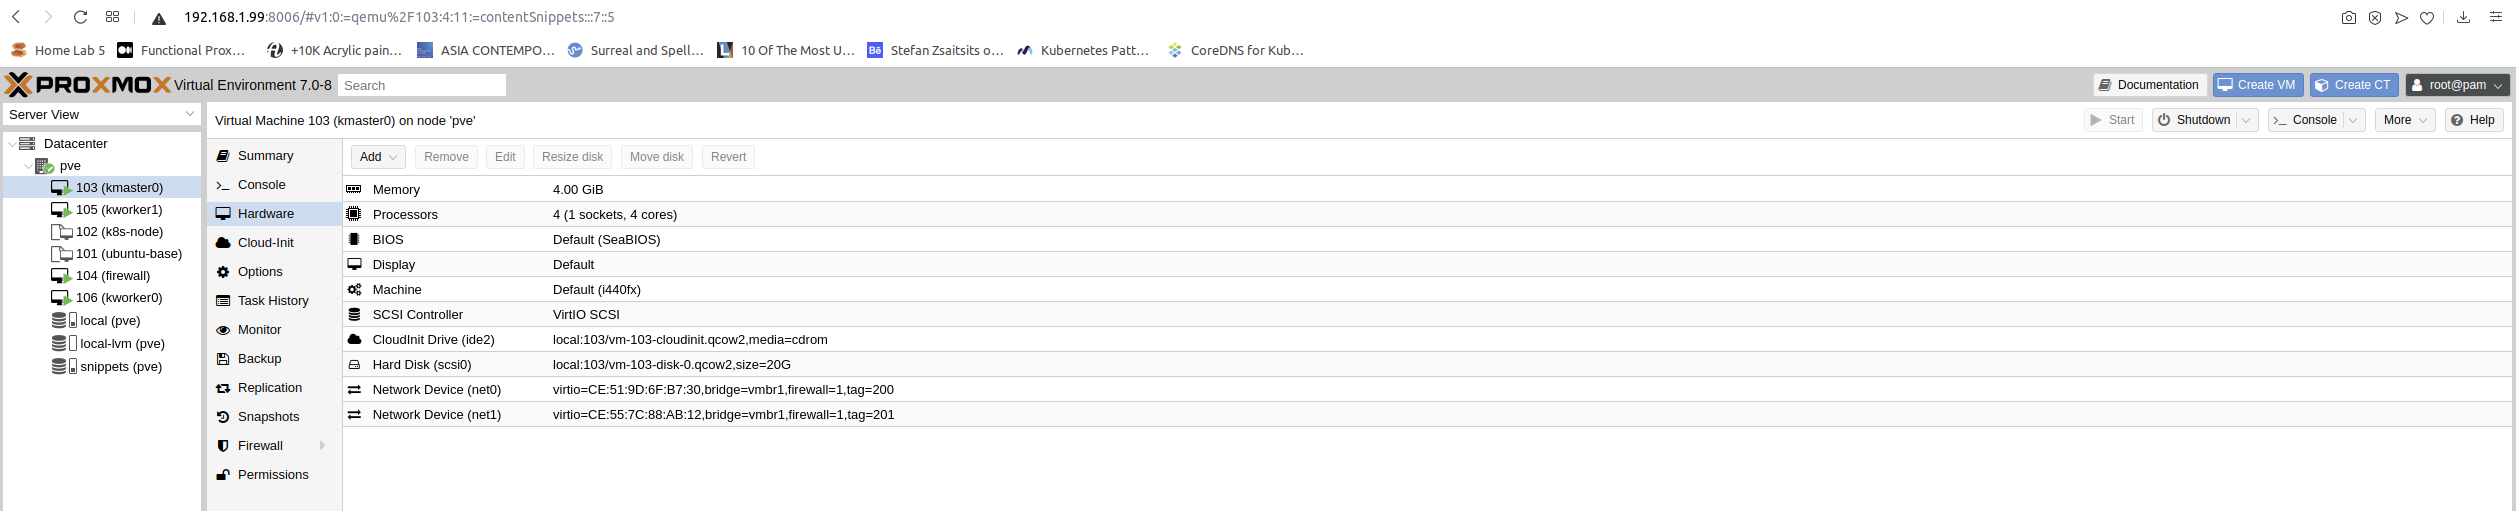 192.168.1.99:8006/#v1:0:=qemu%2F103:4:11:=contentSnippets:::7::5
Home Lab 5 Functional Prox… +10K Acrylic pain… ASIA CONTEMPO… Surreal and Spell… 10 Of The Most U… Stefan Zsaitsits o… Kubernetes Patt… CoreDNS for Kub…
PROXMOX Virtual Environment 7.0-8 Search Documentation Create VM Create CT root@pam
Server View
Virtual Machine 103 (kmaster0) on node 'pve' Start Shutdown Console More Help
Datacenter
pve
103 (kmaster0)
105 (kworker1)
102 (k8s-node)
101 (ubuntu-base)
104 (firewall)
106 (kworker0)
local (pve)
local-lvm (pve)
snippets (pve)
Summary
Console
Hardware
Cloud-Init
Options
Task History
Monitor
Backup
Replication
Snapshots
Firewall
Permissions
Add Remove Edit Resize disk Move disk Revert
Memory 4.00 GiB
Processors 4 (1 sockets, 4 cores)
BIOS Default (SeaBIOS)
Display Default
Machine Default (i440fx)
SCSI Controller VirtIO SCSI
CloudInit Drive (ide2) local:103/vm-103-cloudinit.qcow2,media=cdrom
Hard Disk (scsi0) local:103/vm-103-disk-0.qcow2,size=20G
Network Device (net0) virtio=CE:51:9D:6F:B7:30,bridge=vmbr1,firewall=1,tag=200
Network Device (net1) virtio=CE:55:7C:88:AB:12,bridge=vmbr1,firewall=1,tag=201